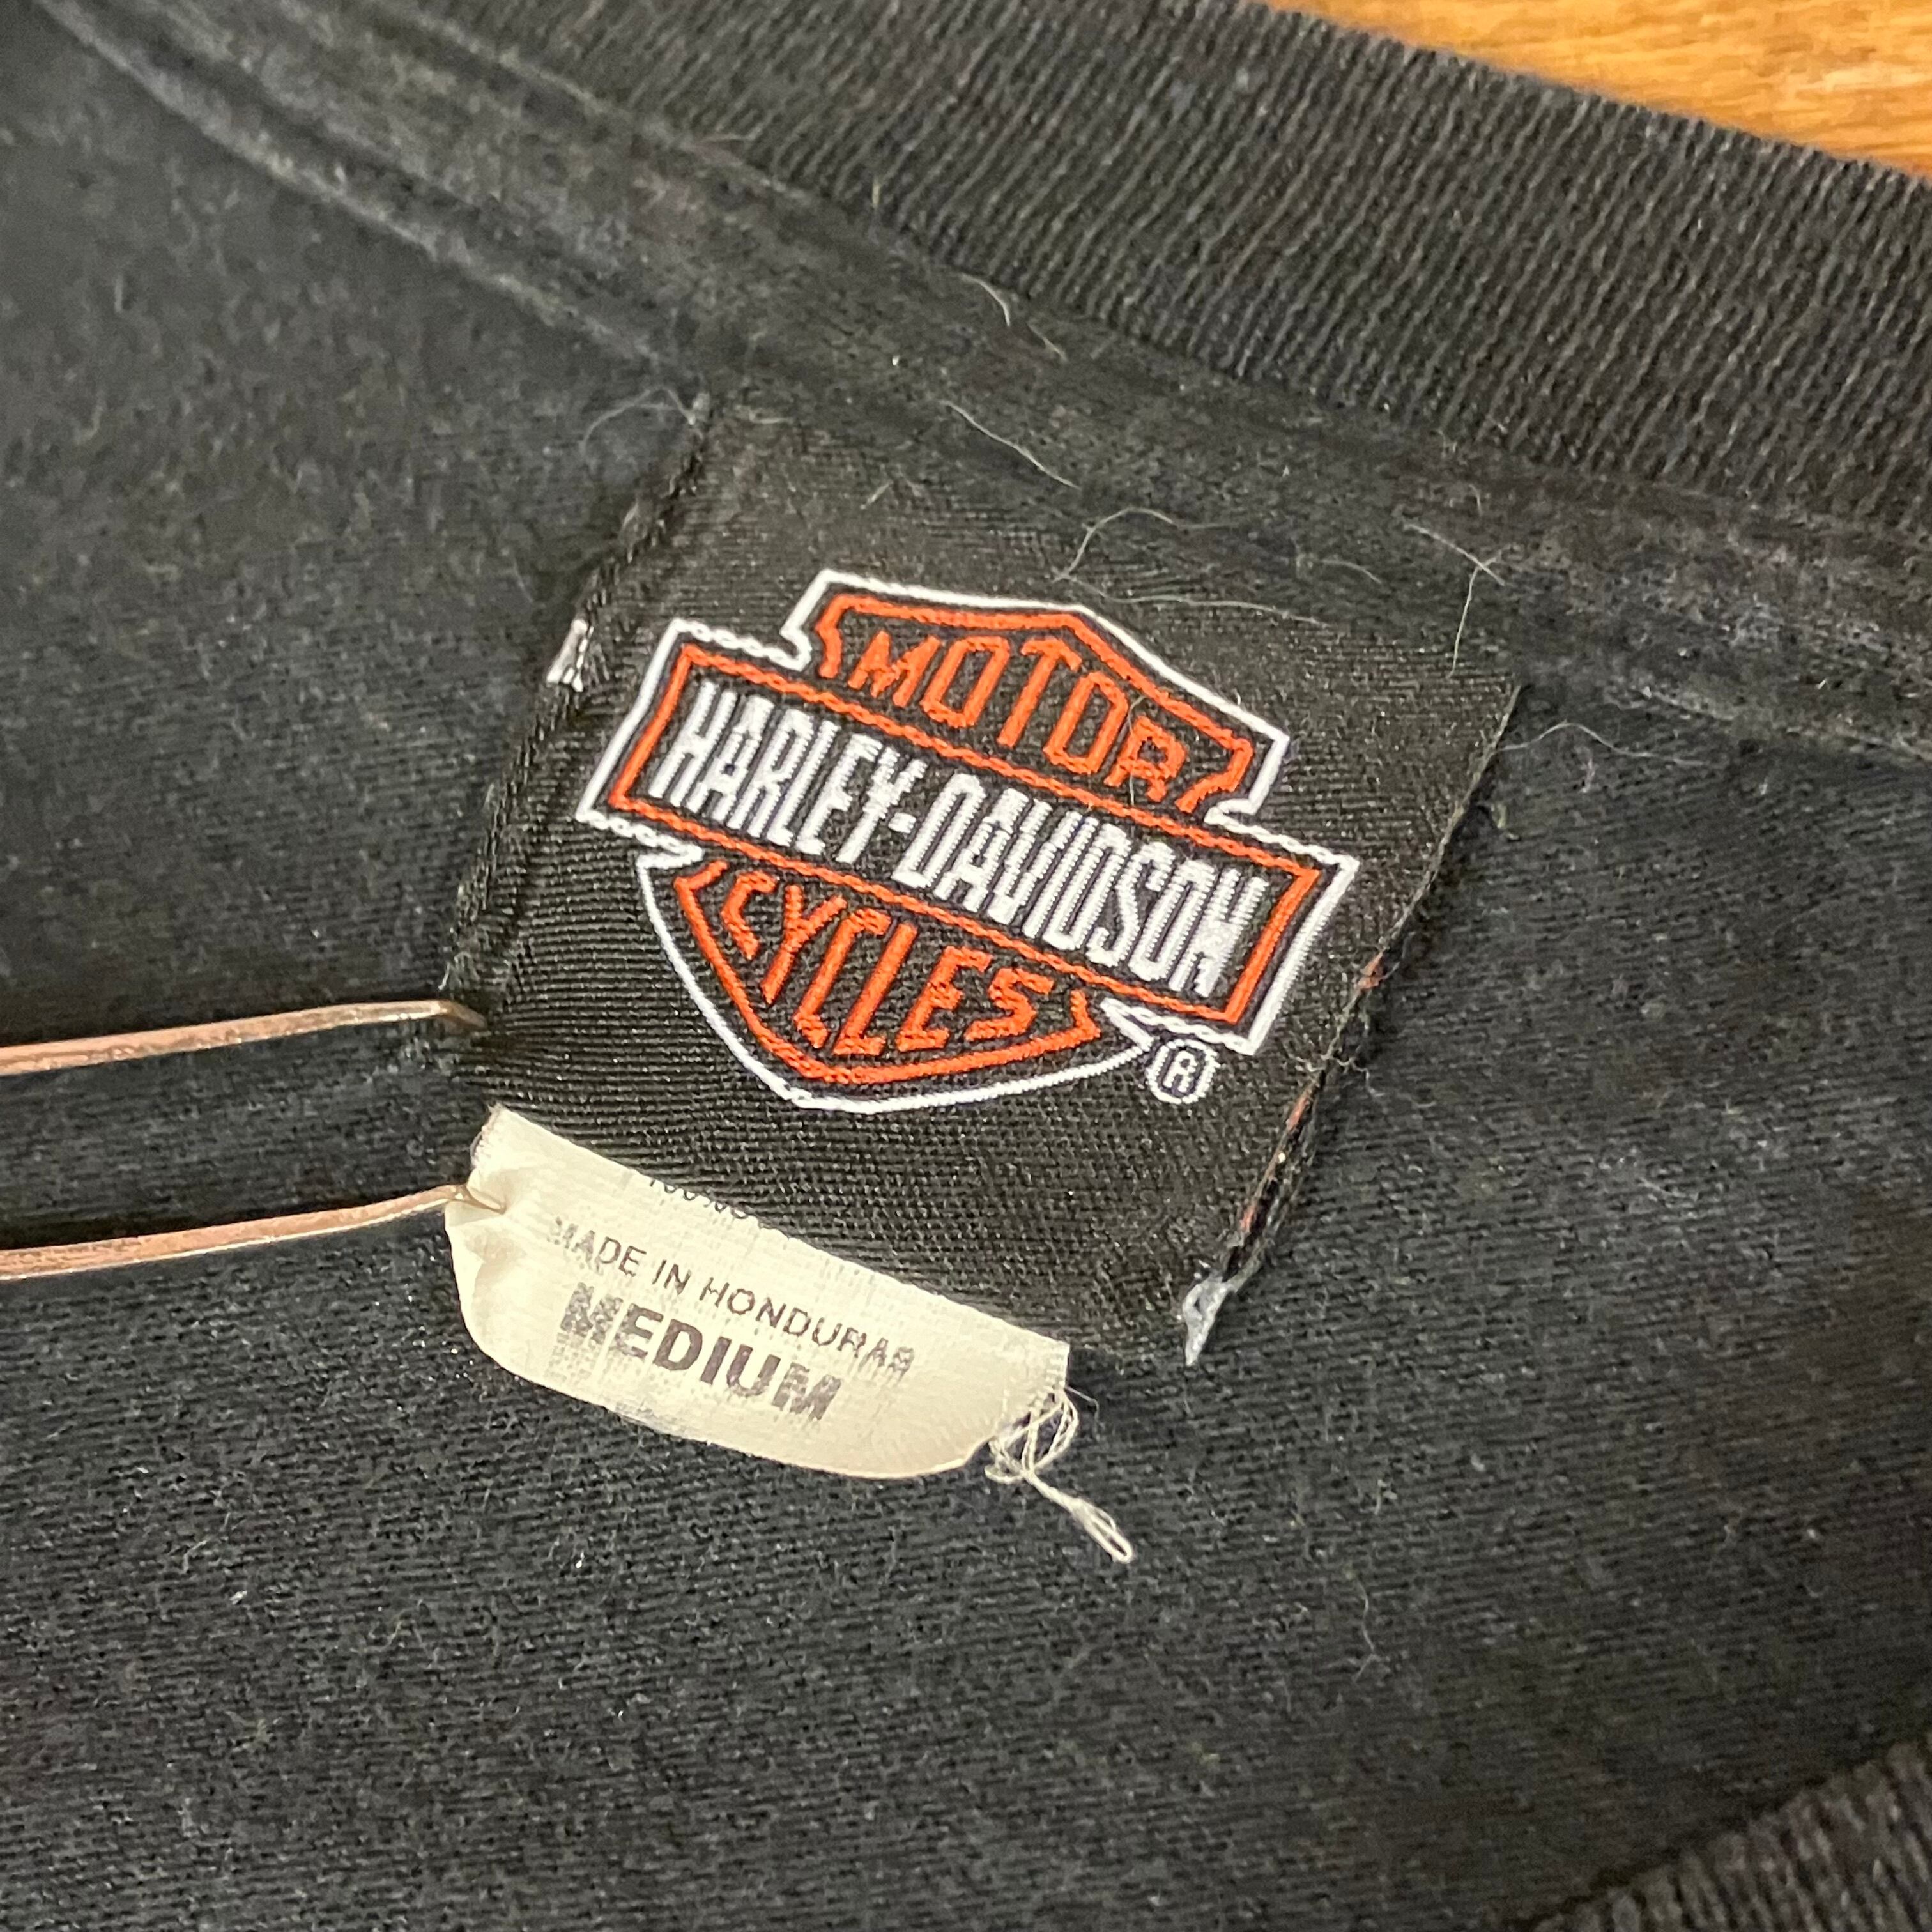 MOTOR
HARLEY-DAVIDSON
CYCLES
®
MADE IN HONDURAS
MEDIUM